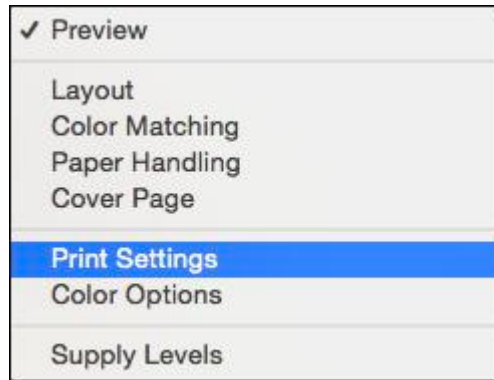 ✓ Preview
Layout
Color Matching
Paper Handling
Cover Page
Print Settings
Color Options
Supply Levels